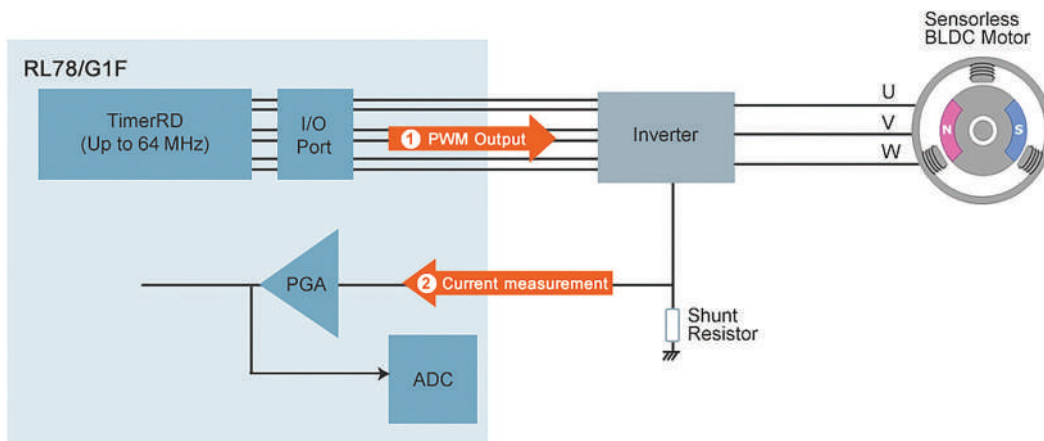 Sensorless
BLDC Motor
RL78/G1F
TimerRD
(Up to 64 MHz)
I/O
Port
1 PWM Output
Inverter
U
V
W
N
S
PGA
2 Current measurement
Shunt
Resistor
ADC